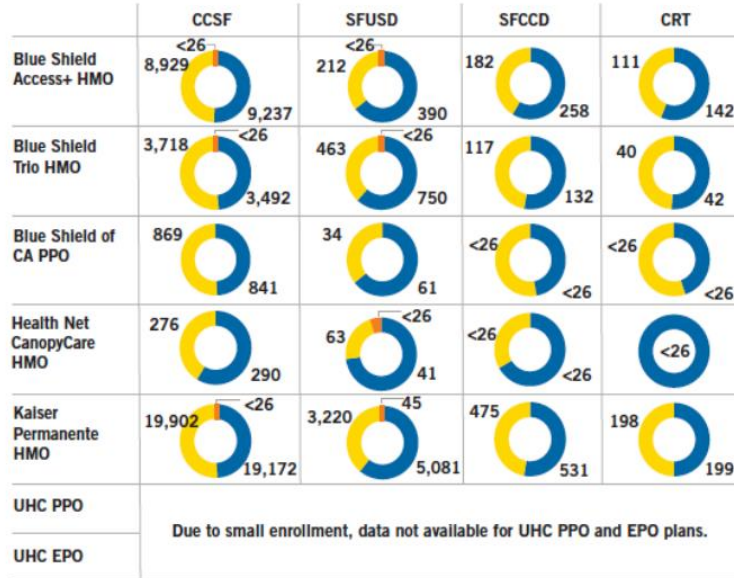 CCSF SFUSD SFCCD CRT
Blue Shield
Access+ HMO
<26
8,929
9,237
<26
212
390
182
258
111
142
Blue Shield
Trio HMO
3,718
<26
3,492
463
<26
750
117
132
40
42
Blue Shield of
CA PPO
869
841
34
61
<26
<26
<26
<26
Health Net
CanopyCare
HMO
276
290
63
<26
41
<26
<26
<26
Kaiser
Permanente
HMO
19,902
<26
19,172
3,220
45
5,081
475
531
198
199
UHC PPO
Due to small enrollment, data not available for UHC PPO and EPO plans.
UHC EPO